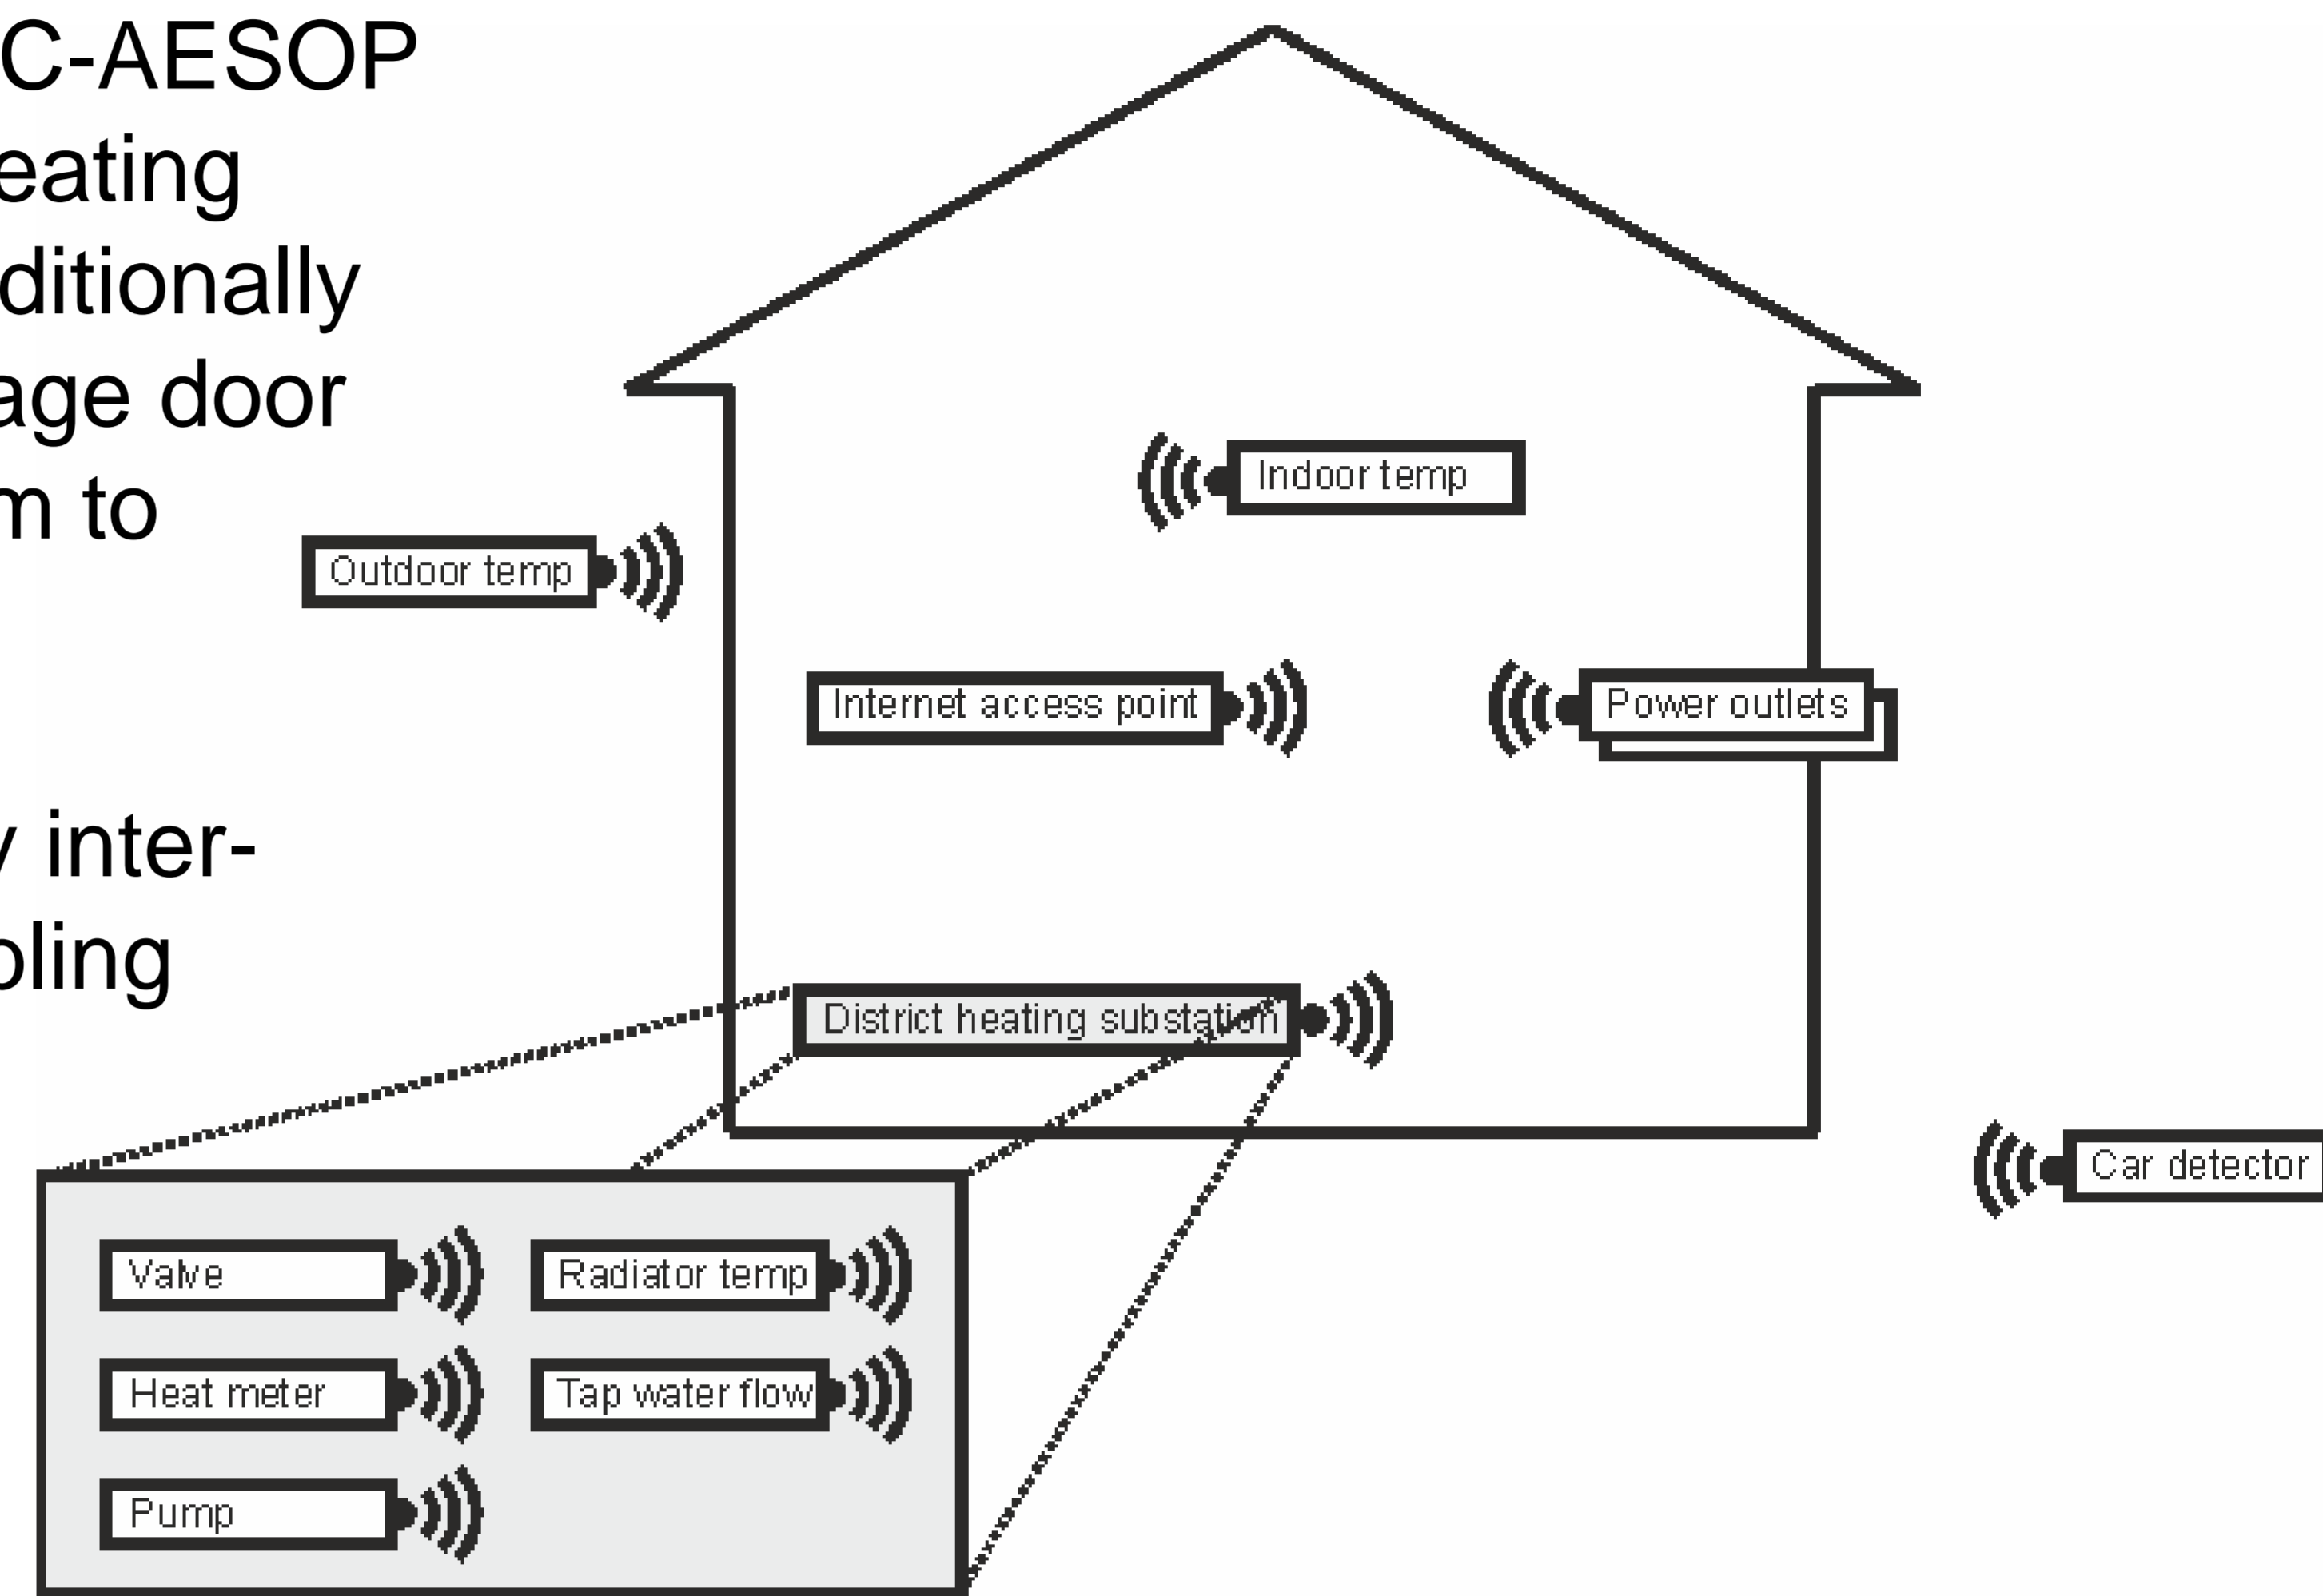 C-AESOP
eating
ditionally
age door
m to
y inter-
oling
Indoor temp
Outdoor temp
Internet access point
Power outlets
District heating substation
Car detector
Valve
Radiator temp
Heat meter
Tap water flow
Pump